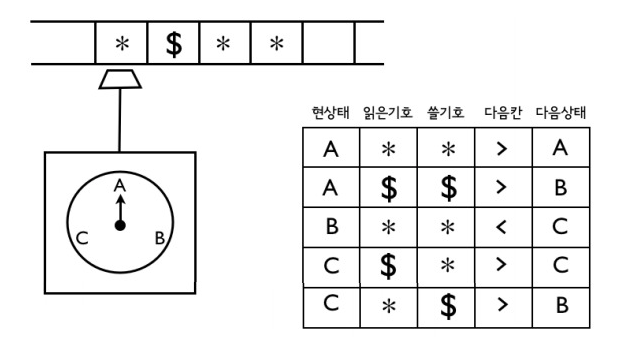 * $ * *
A
C B
현상태 읽은기호 쓸기호 다음칸 다음상태
A * * > A
A $ $ > B
B * * < C
C $ * > C
C * $ > B